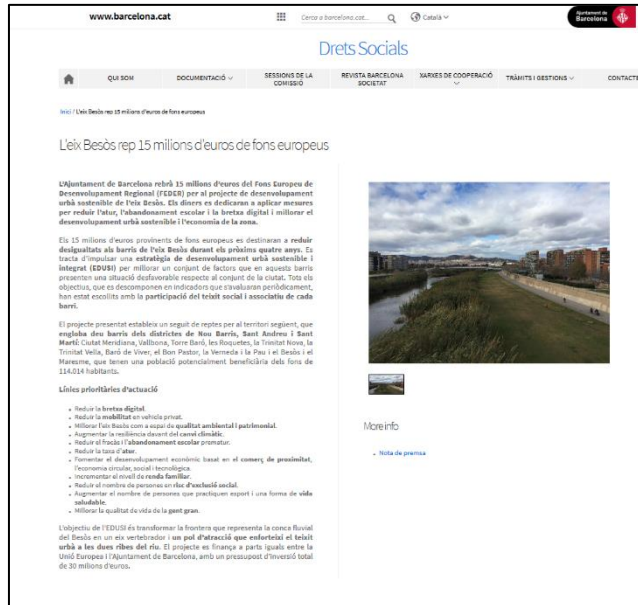 www.barcelona.cat
Cerca a barcelona.cat...
Català
Ajuntament de
Barcelona
Drets Socials
QUI SOM
DOCUMENTACIÓ
SESSIONS DE LA
COMISSIÓ
REVISTA BARCELONA
SOCIETAT
XARXES DE COOPERACIÓ
TRÀMITS I GESTIONS
CONTACTE
Inici / L'eix Besòs rep 15 milions d'euros de fons europeus
L'eix Besòs rep 15 milions d'euros de fons europeus
L'Ajuntament de Barcelona rebrà 15 milions d'euros del Fons Europeu de
Desenvolupament Regional (FEDER) per al projecte de desenvolupament
urbà sostenible de l'eix Besòs. Els diners es dedicaran a aplicar mesures
per reduir l'atur, l'abandonament escolar i la bretxa digital i millorar el
desenvolupament urbà sostenible i l'economia de la zona.
Els 15 milions d'euros provinents de fons europeus es destinaran a reduir
desigualtats als barris de l'eix Besòs durant els pròxims quatre anys. Es
tracta d'impulsar una estratègia de desenvolupament urbà sostenible i
integrat (EDUSI) per millorar un conjunt de factors que en aquests barris
presenten una situació desfavorable respecte al conjunt de la ciutat. Tots els
objectius, que es descomponen en indicadors que s'avaluaran periòdicament,
han estat escollits amb la participació del teixit social i associatiu de cada
barri.
El projecte presentat estableix un seguit de reptes per al territori següent, que
engloba deu barris dels districtes de Nou Barris, Sant Andreu i Sant
Martí: Ciutat Meridiana, Vallbona, Torre Baró, les Roquetes, la Trinitat Nova, la
Trinitat Vella, Baró de Viver, el Bon Pastor, la Verneda i la Pau i el Besòs i el
Maresme, que tenen una població potencialment beneficiària dels fons de
114.014 habitants.
Línies prioritàries d'actuació
Reduir la bretxa digital.
Reduir la mobilitat en vehicle privat.
Millorar l'eix Besòs com a espai de qualitat ambiental i patrimonial.
Augmentar la resiliència davant del canvi climàtic.
Reduir el fracàs i l'abandonament escolar prematur.
Reduir la taxa d'atur.
Fomentar el desenvolupament econòmic basat en el comerç de proximitat,
l'economia circular, social i tecnològica.
Incrementar el nivell de renda familiar.
Reduir el nombre de persones en risc d'exclusió social.
Augmentar el nombre de persones que practiquen esport i una forma de vida
saludable.
Millorar la qualitat de vida de la gent gran.
L'objectiu de l'EDUSI és transformar la frontera que representa la conca fluvial
del Besòs en un eix vertebrador i un pol d'atracció que enforteixi el teixit
urbà a les dues ribes del riu. El projecte es finança a parts iguals entre la
Unió Europea i l'Ajuntament de Barcelona, amb un pressupost d'inversió total
de 30 milions d'euros.
More info
Nota de premsa